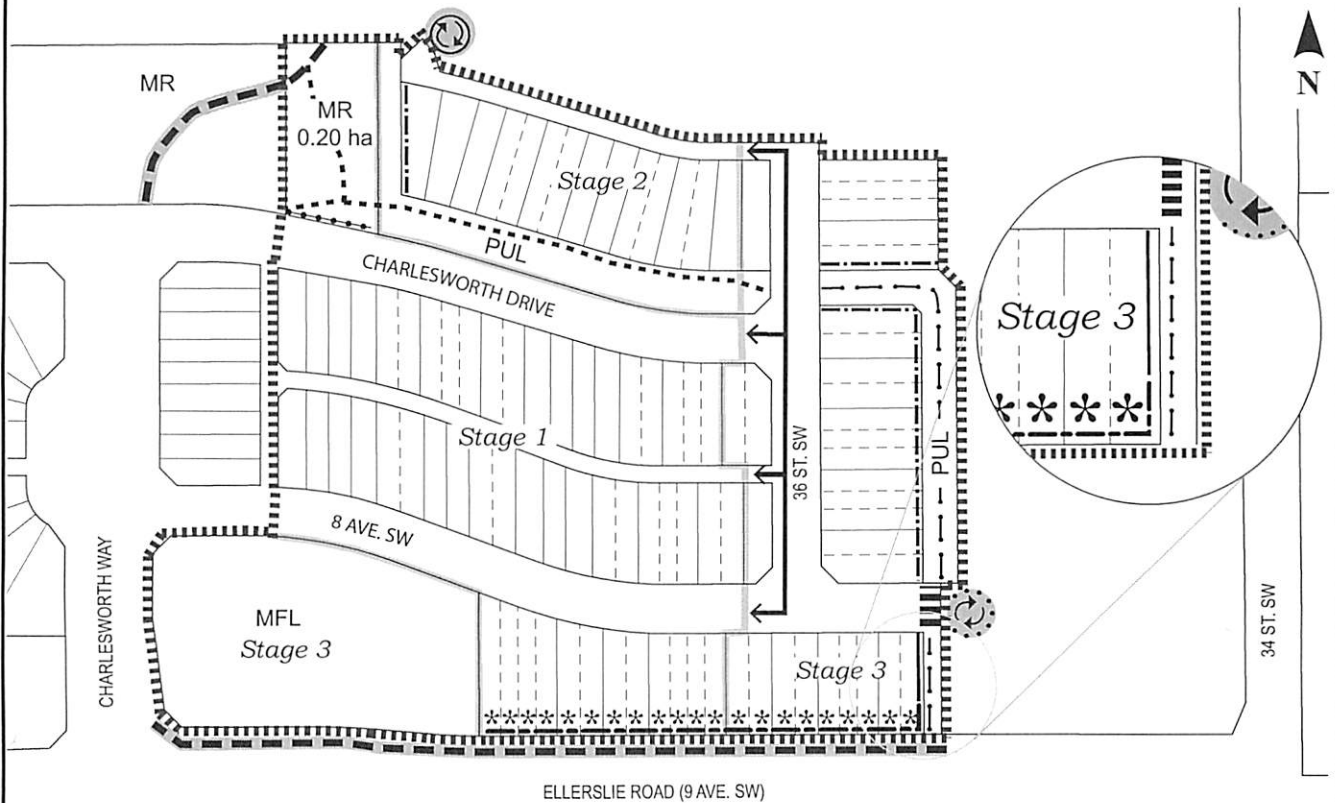 N
MR
MR
0.20 ha
Stage 2
PUL
CHARLESWORTH DRIVE
Stage 3
Stage 1
36 ST. SW
PUL
8 AVE. SW
CHARLESWORTH WAY
MFL
Stage 3
Stage 3
34 ST. SW
ELLERSLIE ROAD (9 AVE. SW)